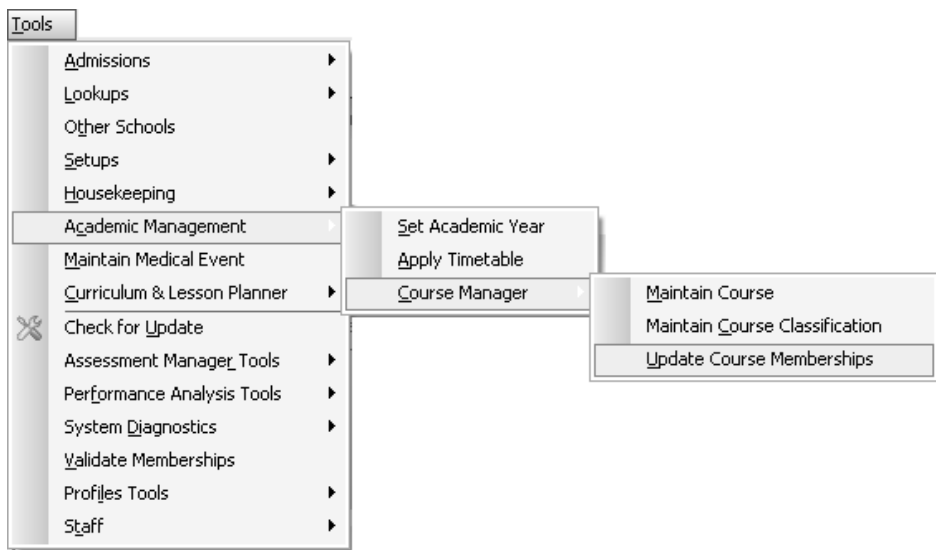 Tools
Admissions
Lookups
Other Schools
Setups
Housekeeping
Academic Management
Maintain Medical Event
Curriculum & Lesson Planner
Check for Update
Assessment Manager Tools
Performance Analysis Tools
System Diagnostics
Validate Memberships
Profiles Tools
Staff
Set Academic Year
Apply Timetable
Course Manager
Maintain Course
Maintain Course Classification
Update Course Memberships